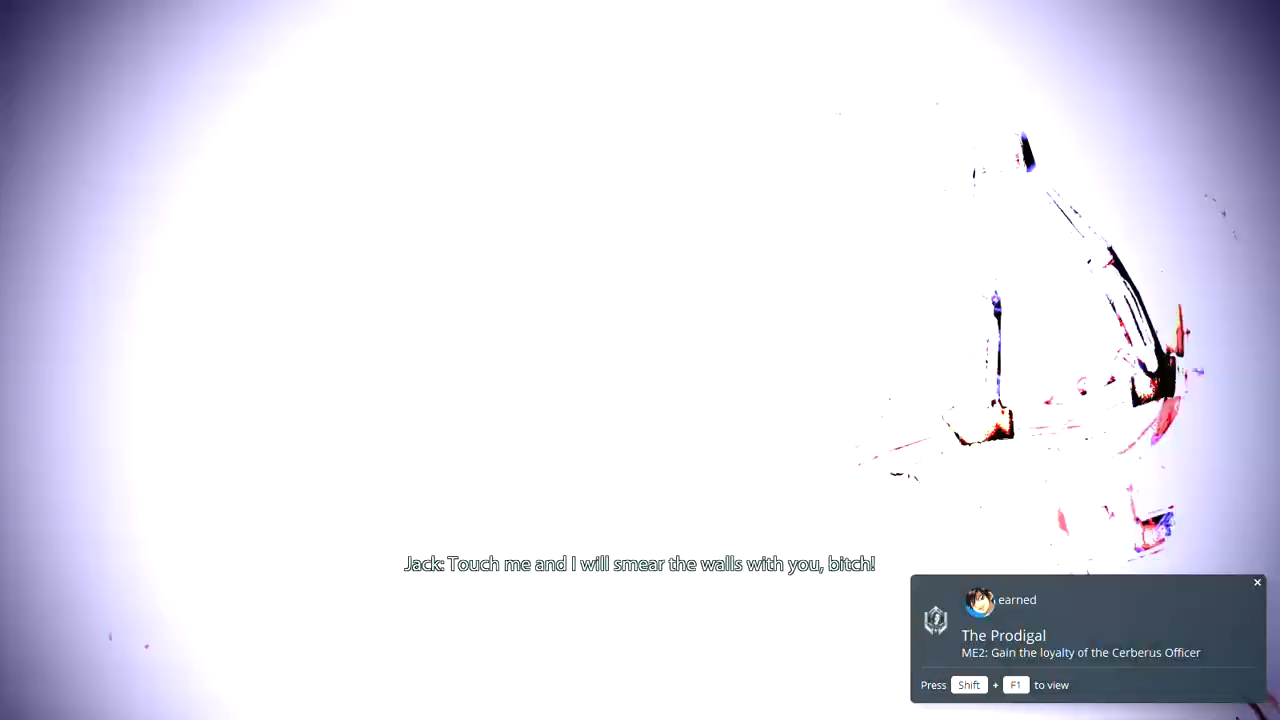 Jack: Touch me and I will smear the walls with you, bitch!
earned
The Prodigal
ME2: Gain the loyalty of the Cerberus Officer
Press Shift + F1 to view